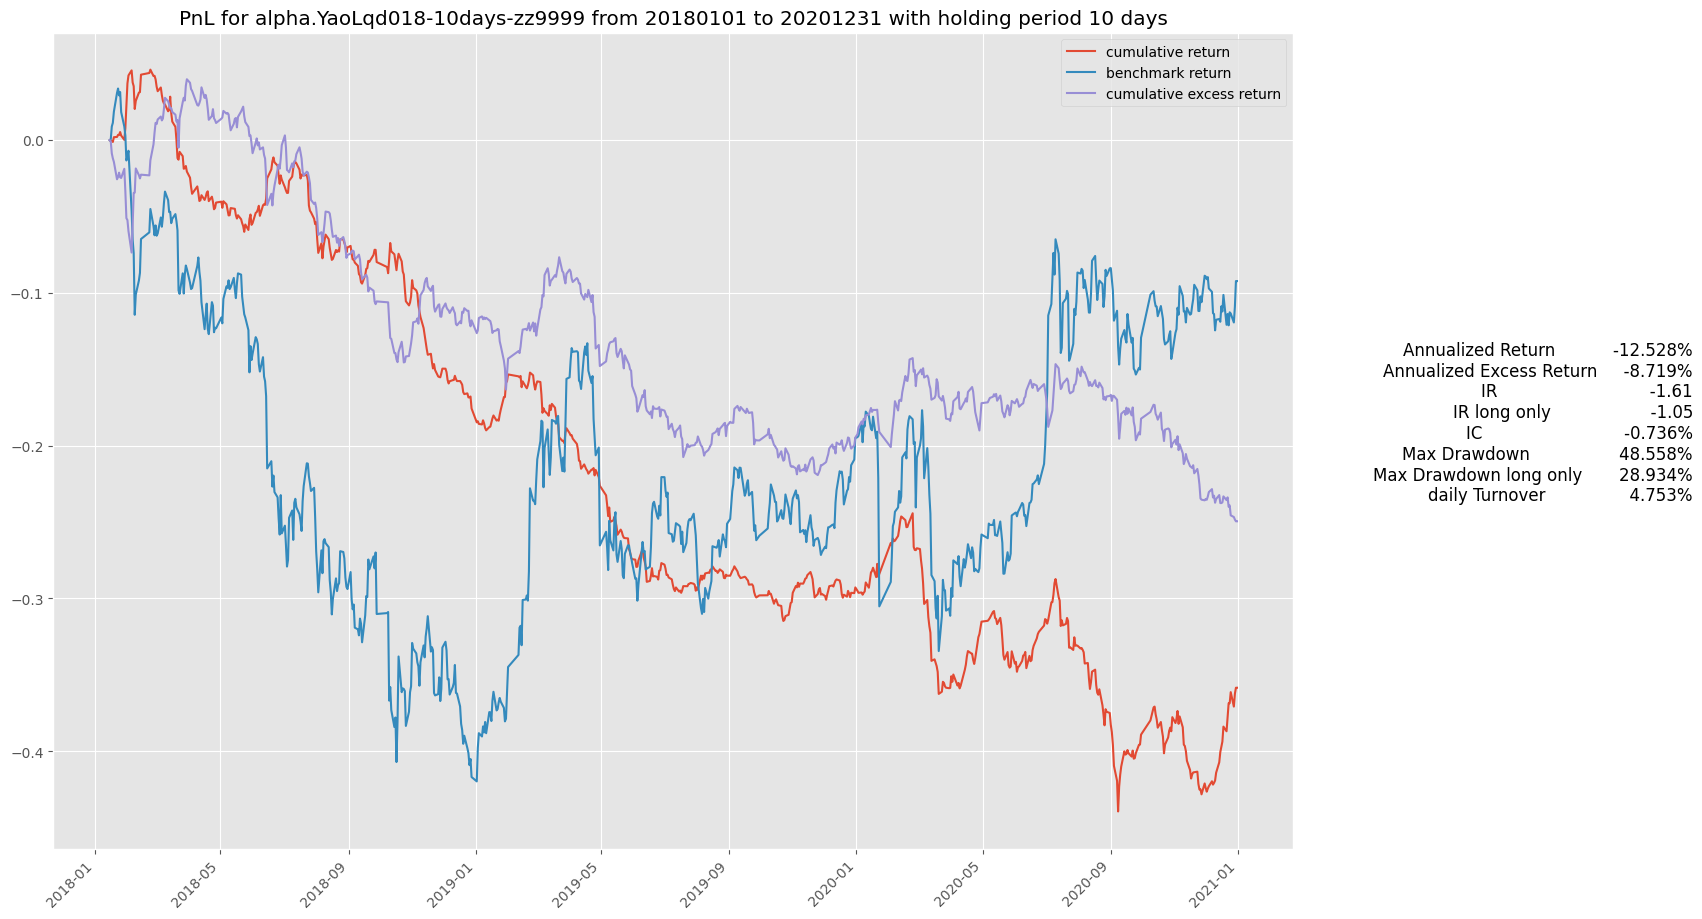 PnL for alpha.YaoLqd018-10days-zz9999 from 20180101 to 20201231 with holding period 10 days
cumulative return
benchmark return
cumulative excess return
0.0
−0.1
−0.2
−0.3
−0.4
Annualized Return -12.528%
Annualized Excess Return -8.719%
IR -1.61
IR long only -1.05
IC -0.736%
Max Drawdown 48.558%
Max Drawdown long only 28.934%
daily Turnover 4.753%
2018-01
2018-05
2018-09
2019-01
2019-05
2019-09
2020-01
2020-05
2020-09
2021-01